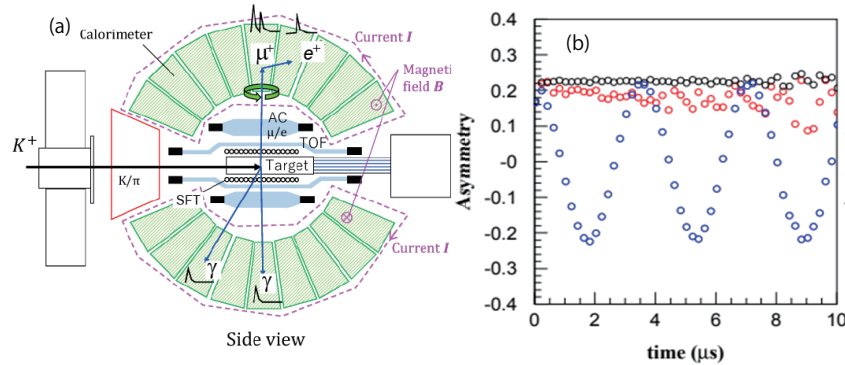 (a)
Calorimeter
μ+
e+
Current I
Magneti
field B
K+
K/π
AC
μ/e
TOF
Target
SFT
γ
γ
Current I
Side view
(b)
Asymmetry
0.4
0.3
0.2
0.1
-0
-0.1
-0.2
-0.3
-0.4
0
2
4
6
8
10
time (μs)